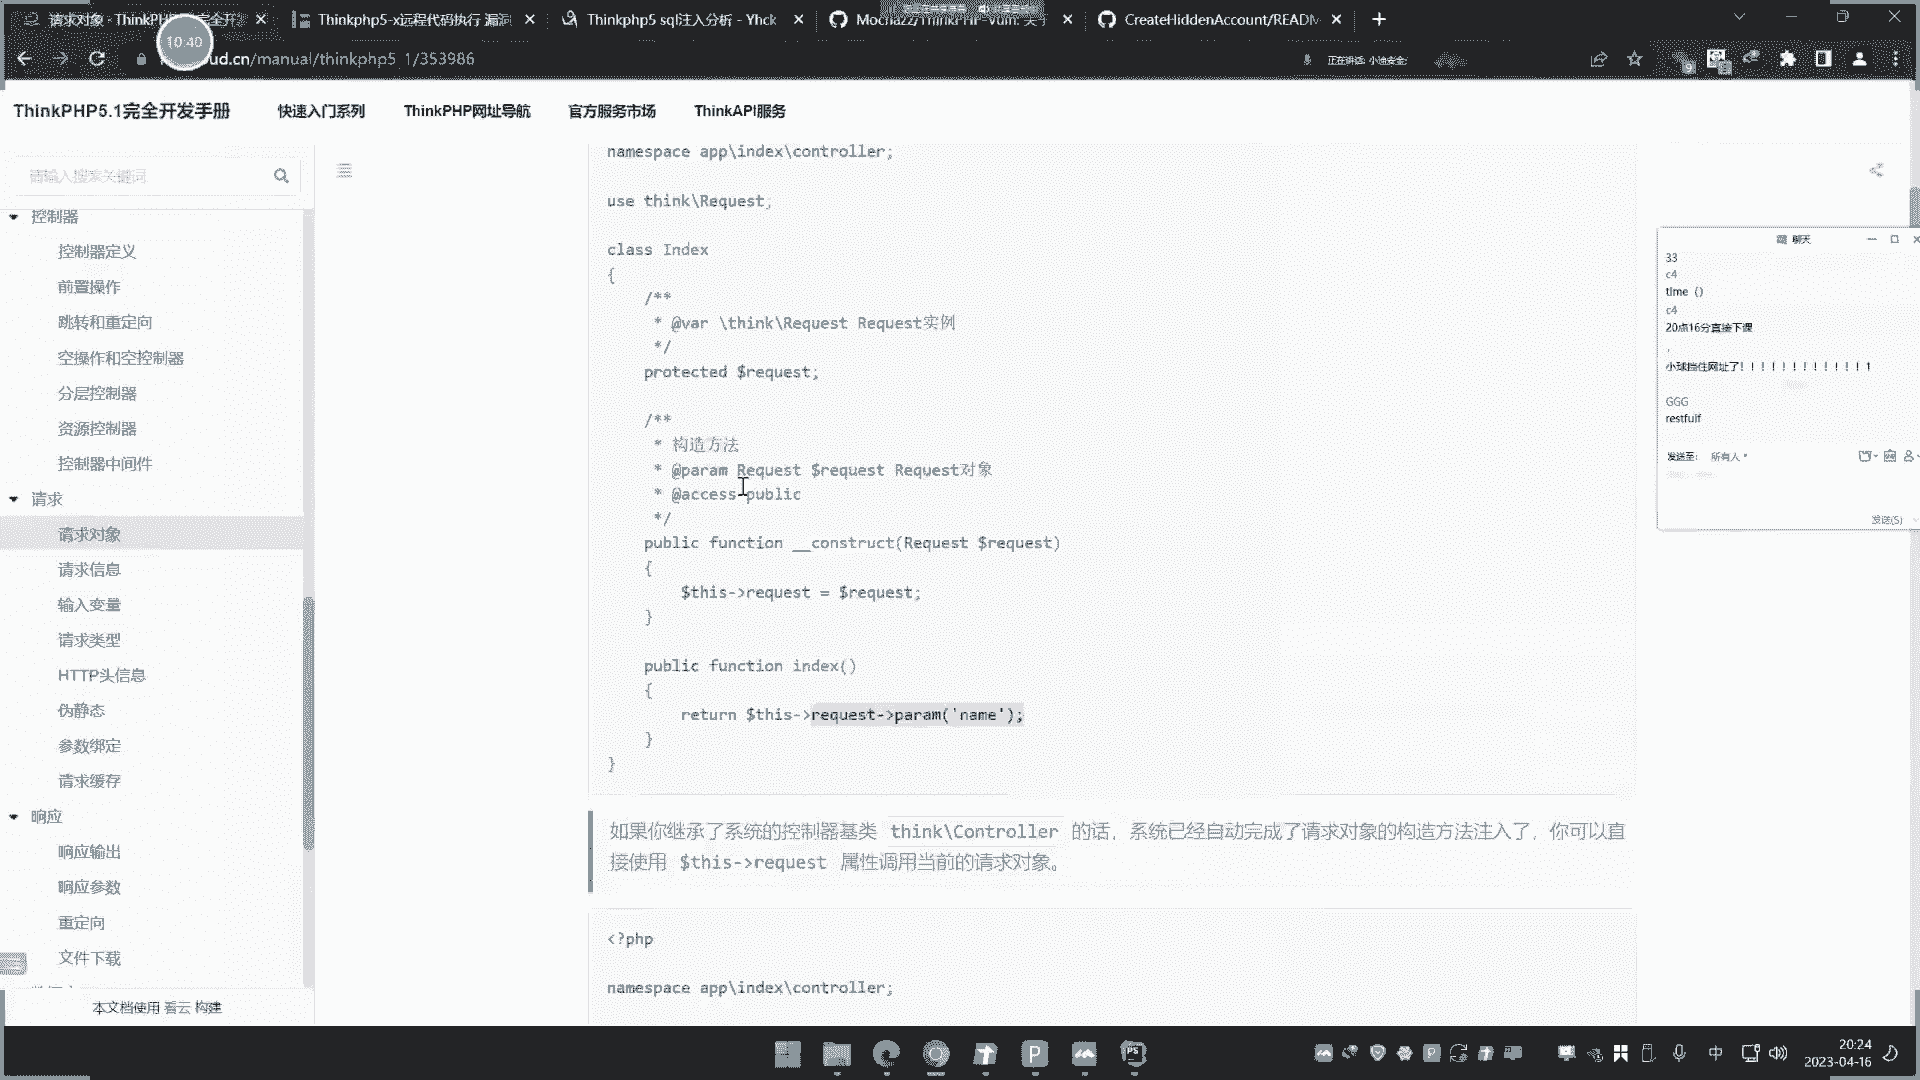 请求对象 · ThinkPHP
Thinkphp5-x远程代码执行 漏洞
Thinkphp5 sql注入分析 - Yhck
CreateHiddenAccount/READM
10:40
ud.cn/manual/thinkphp5_1/353986
正在讲话: 小迪安全;
ThinkPHP5.1完全开发手册
快速入门系列
ThinkPHP网址导航
官方服务市场
ThinkAPI服务
请输入搜索关键词
控制器
控制器定义
前置操作
跳转和重定向
空操作和空控制器
分层控制器
资源控制器
控制器中间件
请求
请求对象
请求信息
输入变量
请求类型
HTTP头信息
伪静态
参数绑定
请求缓存
响应
响应输出
响应参数
重定向
文件下载
本文档使用 看云 构建
namespace app\index\controller;
use think\Request;
class Index
{
/**
* @var \think\Request Request实例
*/
protected $request;
/**
* 构造方法
* @param Request $request Request对象
* @access public
*/
public function __construct(Request $request)
{
$this->request = $request;
}
public function index()
{
return $this->request->param('name');
}
}
如果你继承了系统的控制器基类 think\Controller 的话，系统已经自动完成了请求对象的构造方法注入了，你可以直
接使用 $this->request 属性调用当前的请求对象。
<?php
namespace app\index\controller;
聊天
33
c4
time（）
c4
20点16分直接下课
，
小球挡住网址了！！！！！！！！！！！！！
GGG
restfulf
发送至: 所有人
发送(S)
中
20:24
2023-04-16